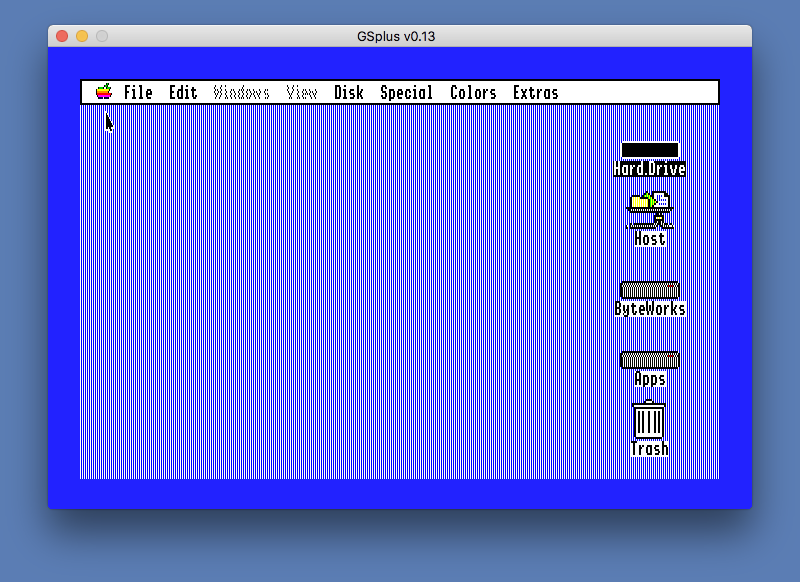 GSplus v0.13
File Edit Windows View Disk Special Colors Extras
Hard.Drive
Host
ByteWorks
Apps
Trash